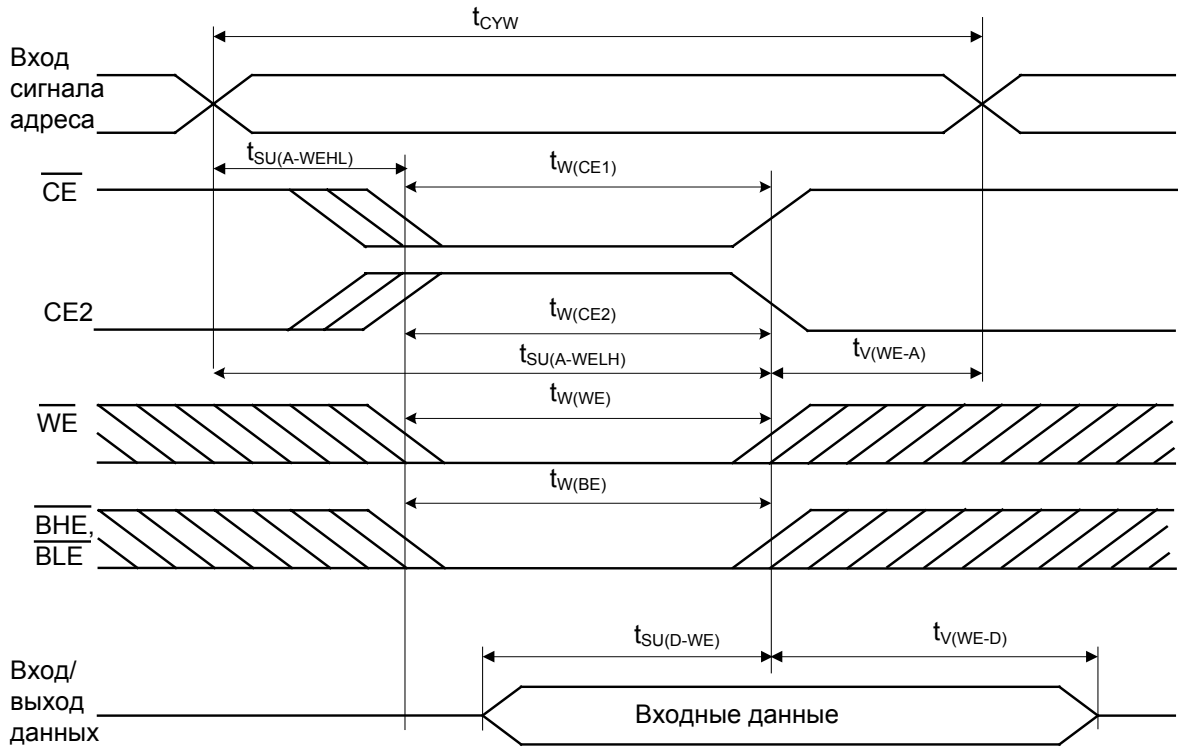 tCYW
Вход
сигнала
адреса
tSU(A-WEHL)
tW(CE1)
CE
CE2
tW(CE2)
tSU(A-WELH)
tV(WE-A)
tW(WE)
WE
tW(BE)
BHE,
BLE
tSU(D-WE)
tV(WE-D)
Вход/
выход
данных
Входные данные